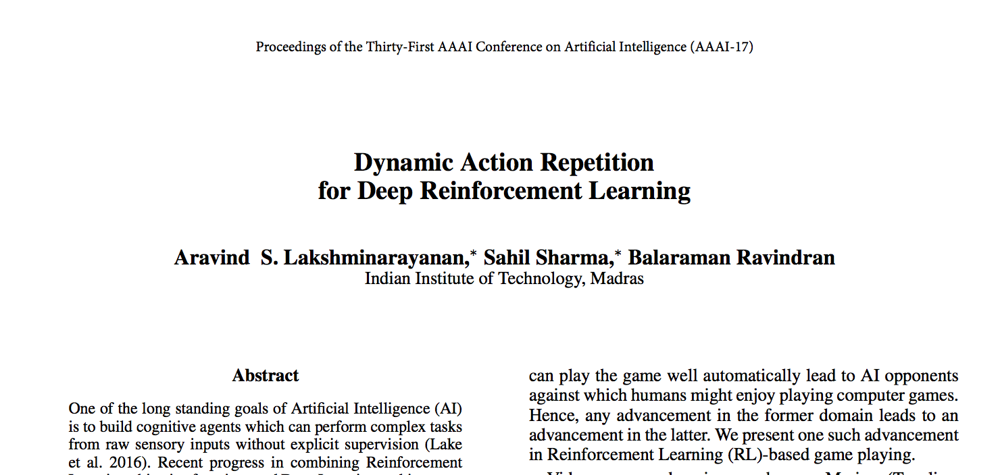 Proceedings of the Thirty-First AAAI Conference on Artificial Intelligence (AAAI-17)
Dynamic Action Repetition
for Deep Reinforcement Learning
Aravind S. Lakshminarayanan,* Sahil Sharma,* Balaraman Ravindran
Indian Institute of Technology, Madras
Abstract
One of the long standing goals of Artificial Intelligence (AI)
is to build cognitive agents which can perform complex tasks
from raw sensory inputs without explicit supervision (Lake
et al. 2016). Recent progress in combining Reinforcement
can play the game well automatically lead to AI opponents
against which humans might enjoy playing computer games.
Hence, any advancement in the former domain leads to an
advancement in the latter. We present one such advancement
in Reinforcement Learning (RL)-based game playing.